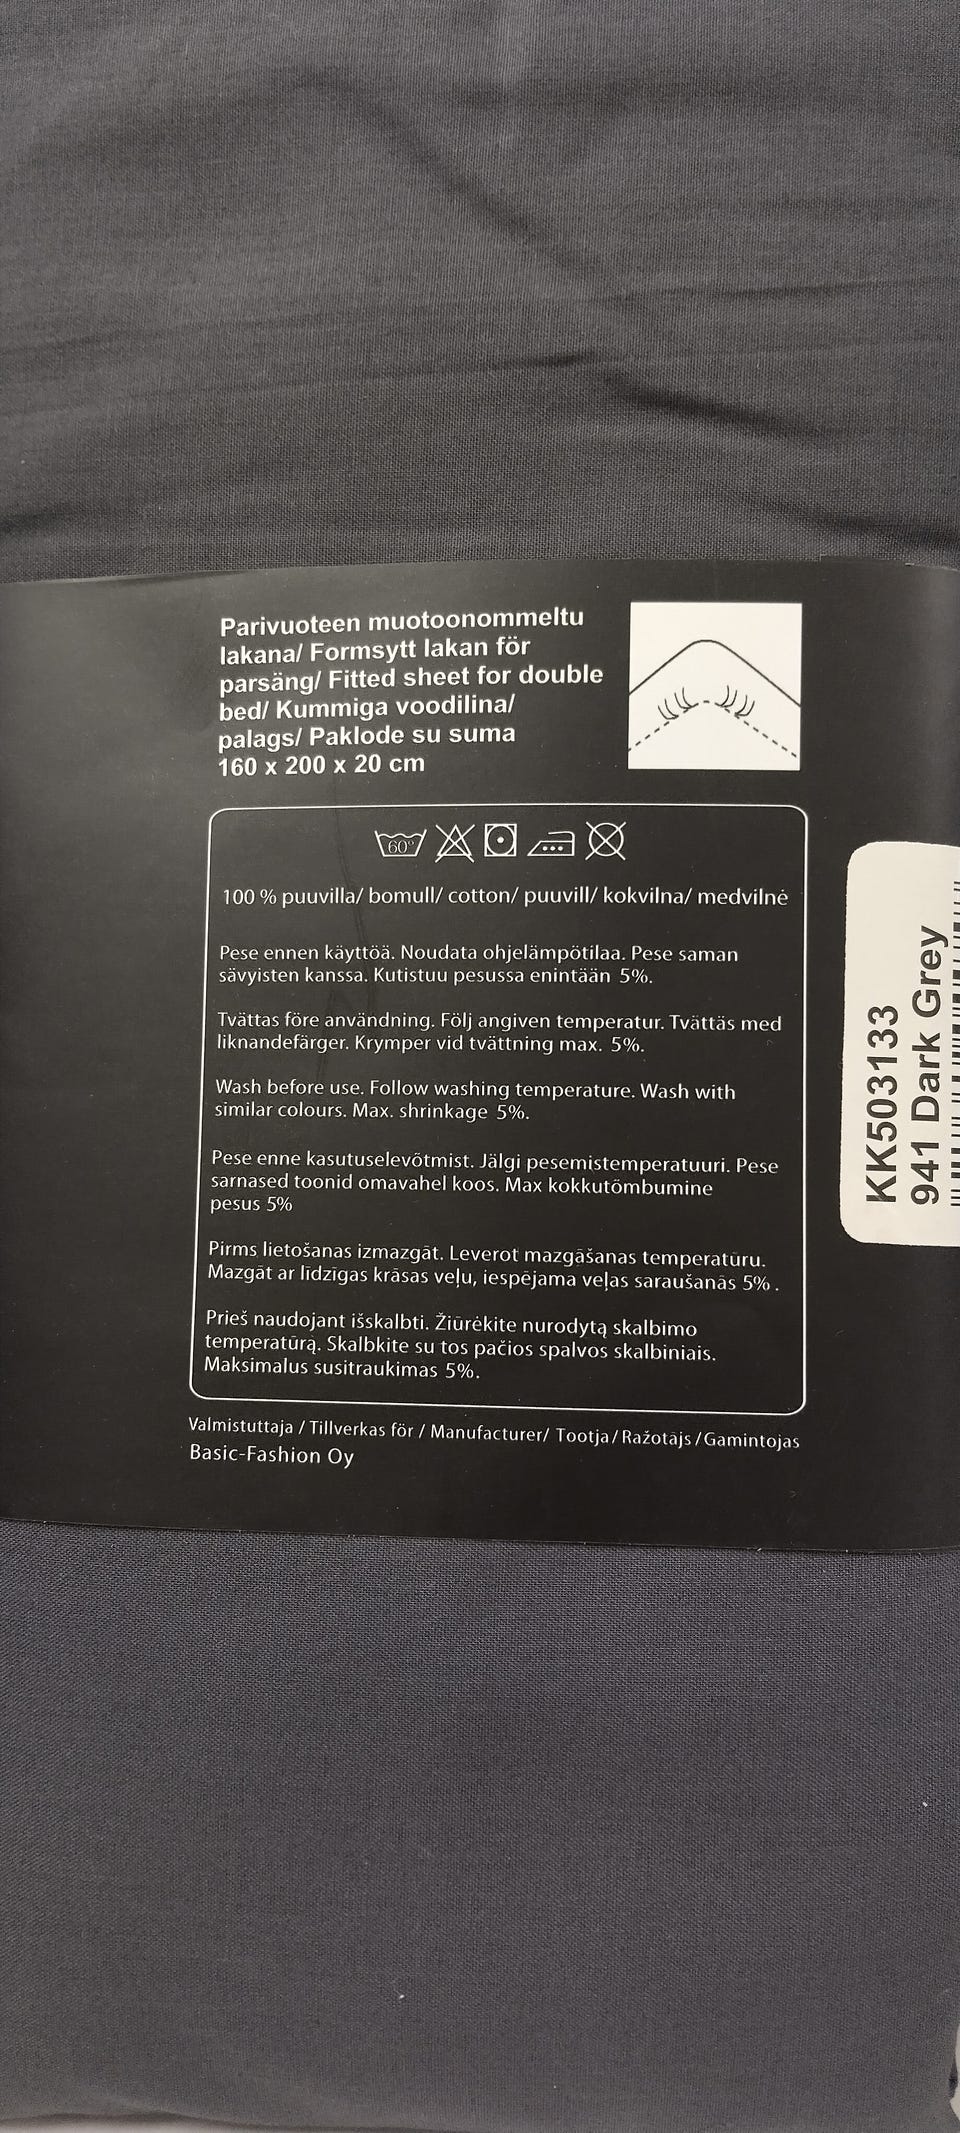 Parivuoteen muotoonommeltu
lakana/ Formsytt lakan för
parsäng/ Fitted sheet for double
bed/ Kummiga voodilina/
palags/ Paklode su suma
160 x 200 x 20 cm
60°
100 % puuvilla/ bomull/ cotton/ puuvill/ kokvilna/ medvilnė
Pese ennen käyttöä. Noudata ohjelämpötilaa. Pese saman
sävyisten kanssa. Kutistuu pesussa enintään 5%.
Tvättas före användning. Följ angiven temperatur. Tvättäs med
liknandefärger. Krymper vid tvättning max. 5%.
Wash before use. Follow washing temperature. Wash with
similar colours. Max. shrinkage 5%.
Pese enne kasutuselevõtmist. Jälgi pesemistemperatuuri. Pese
sarnased toonid omavahel koos. Max kokkutõmbumine
pesus 5%
Pirms lietošanas izmazgāt. Leverot mazgāšanas temperatūru.
Mazgāt ar līdzīgas krāsas veļu, iespējama veļas saraušanās 5%.
Prieš naudojant išskalbti. Žiūrėkite nurodytą skalbimo
temperatūrą. Skalbkite su tos pačios spalvos skalbiniais.
Maksimalus susitraukimas 5%.
Valmistuttaja / Tillverkas för / Manufacturer/ Tootja / Ražotājs / Gamintojas
Basic-Fashion Oy
KK503133
941 Dark Grey